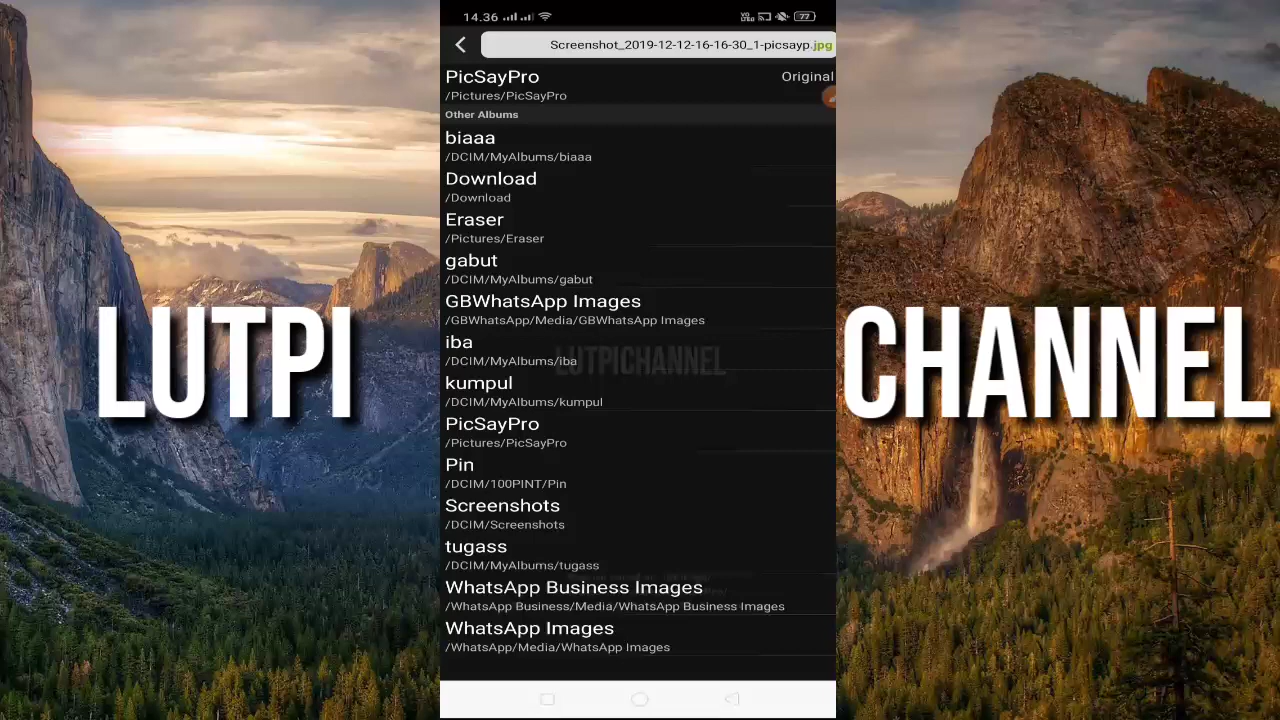 14.36
VO LTE2
77
Screenshot_2019-12-12-16-16-30_1-picsayp.jpg
PicSayPro
Original
/Pictures/PicSayPro
Other Albums
biaaa
/DCIM/MyAlbums/biaaa
Download
/Download
Eraser
/Pictures/Eraser
gabut
/DCIM/MyAlbums/gabut
GBWhatsApp Images
/GBWhatsApp/Media/GBWhatsApp Images
iba
/DCIM/MyAlbums/iba
kumpul
/DCIM/MyAlbums/kumpul
PicSayPro
/Pictures/PicSayPro
Pin
/DCIM/100PINT/Pin
Screenshots
/DCIM/Screenshots
tugass
/DCIM/MyAlbums/tugass
WhatsApp Business Images
/WhatsApp Business/Media/WhatsApp Business Images
WhatsApp Images
/WhatsApp/Media/WhatsApp Images
LUTPICHANNEL
LUTPI
CHANNEL